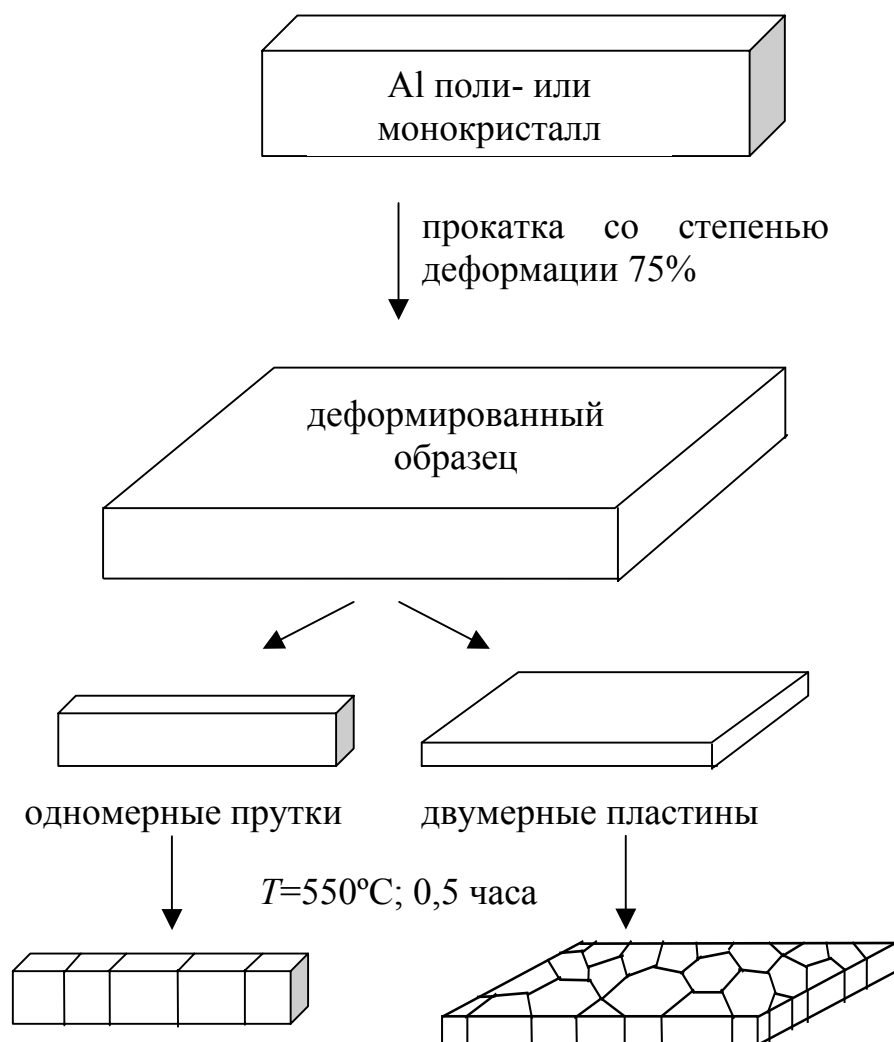 Al поли- или
монокристалл
прокатка со степенью
деформации 75%
деформированный
образец
одномерные прутки
двумерные пластины
T=550ºC; 0,5 часа